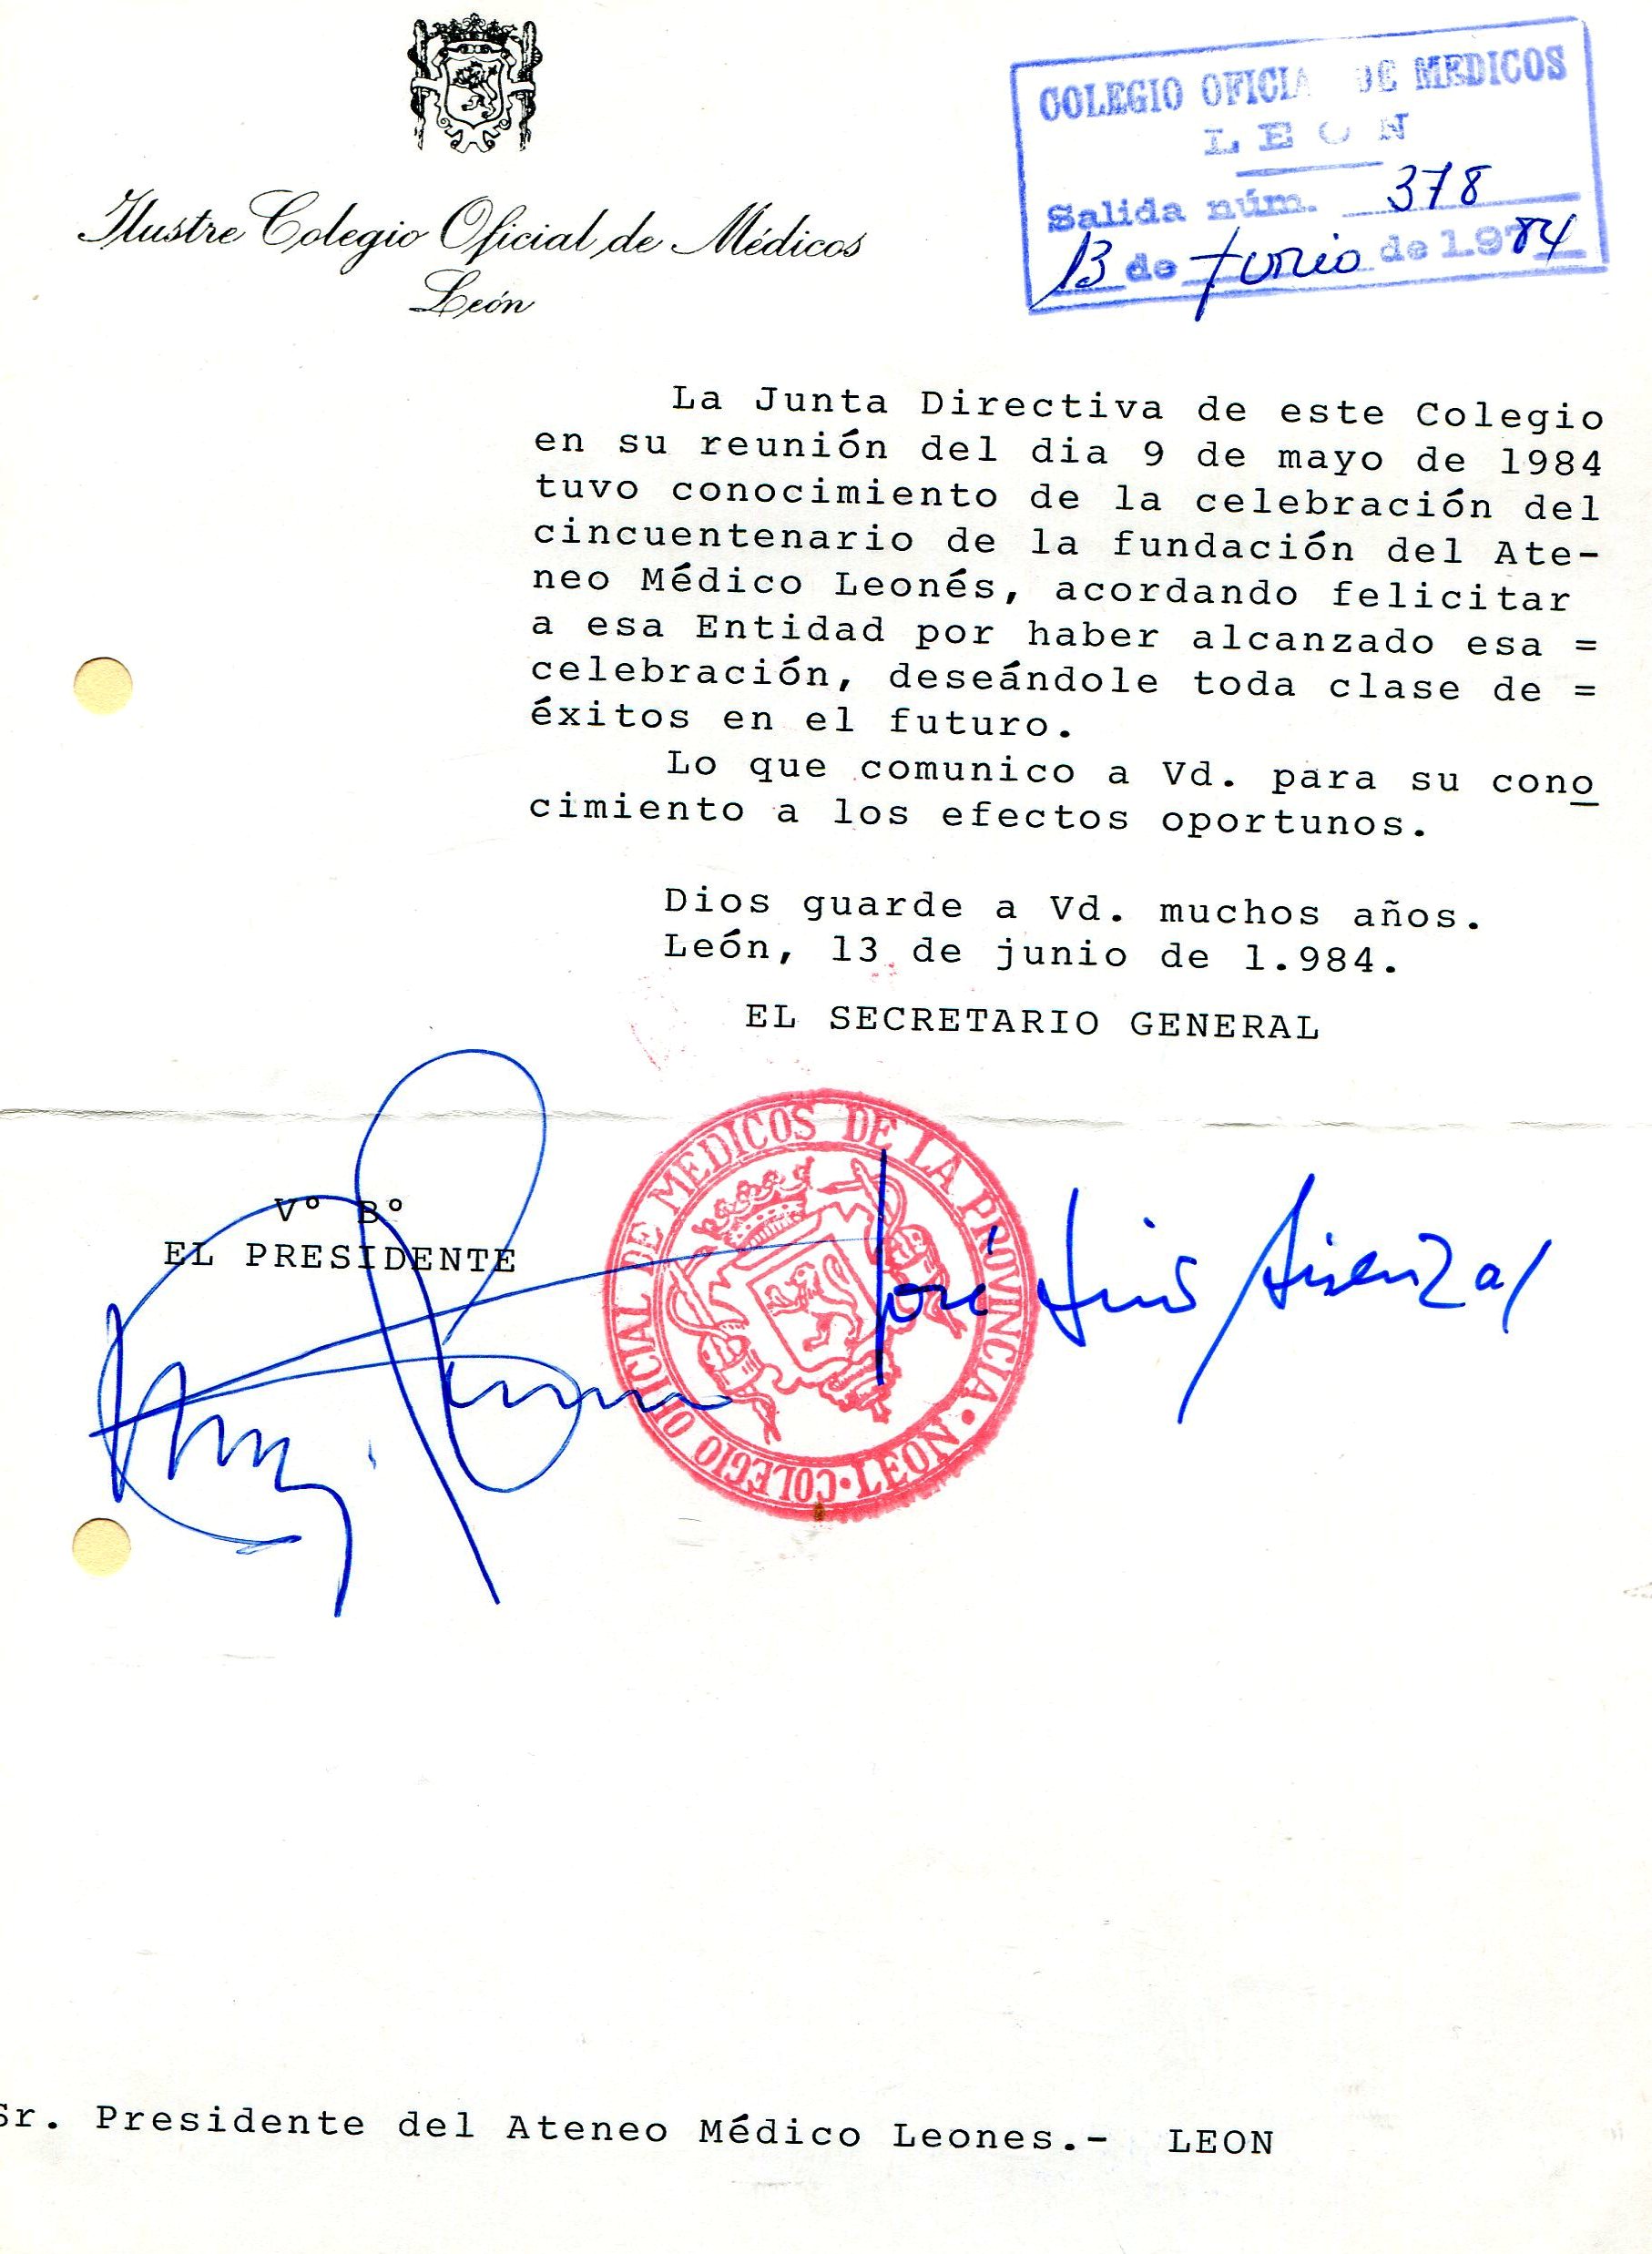 Ilustre Colegio Oficial de Médicos
León
COLEGIO OFICIA DE MEDICOS
LEON
Salida núm. 378
13 de junio de 1.984
La Junta Directiva de este Colegio
en su reunión del dia 9 de mayo de 1984
tuvo conocimiento de la celebración del
cincuentenario de la fundación del Ate-
neo Médico Leonés, acordando felicitar
a esa Entidad por haber alcanzado esa =
celebración, deseándole toda clase de =
éxitos en el futuro.
Lo que comunico a Vd. para su cono
cimiento a los efectos oportunos.
Dios guarde a Vd. muchos años.
León, 13 de junio de 1.984.
EL SECRETARIO GENERAL
Vº Bº
EL PRESIDENTE
COLEGIO OFICIAL DE MEDICOS DE LA PROVINCIA · LEON ·
José Luis
Sr. Presidente del Ateneo Médico Leones.- LEON